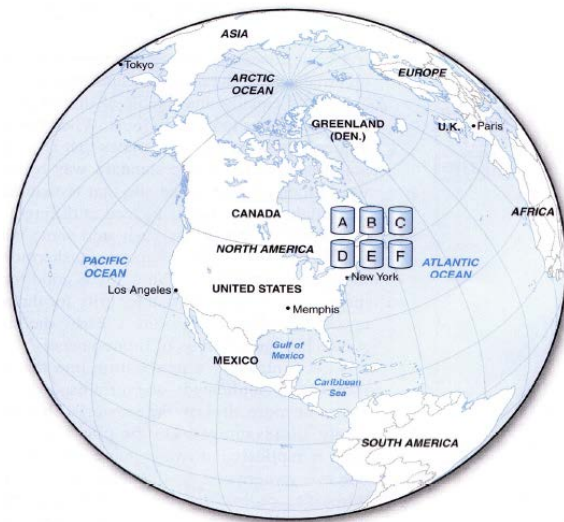 ASIA
Tokyo
ARCTIC
OCEAN
EUROPE
GREENLAND
(DEN.)
U.K.
Paris
CANADA
A B C
AFRICA
NORTH AMERICA
D E F
PACIFIC
OCEAN
ATLANTIC
OCEAN
New York
Los Angeles
UNITED STATES
Memphis
Gulf of
Mexico
MEXICO
Caribbean
Sea
SOUTH AMERICA